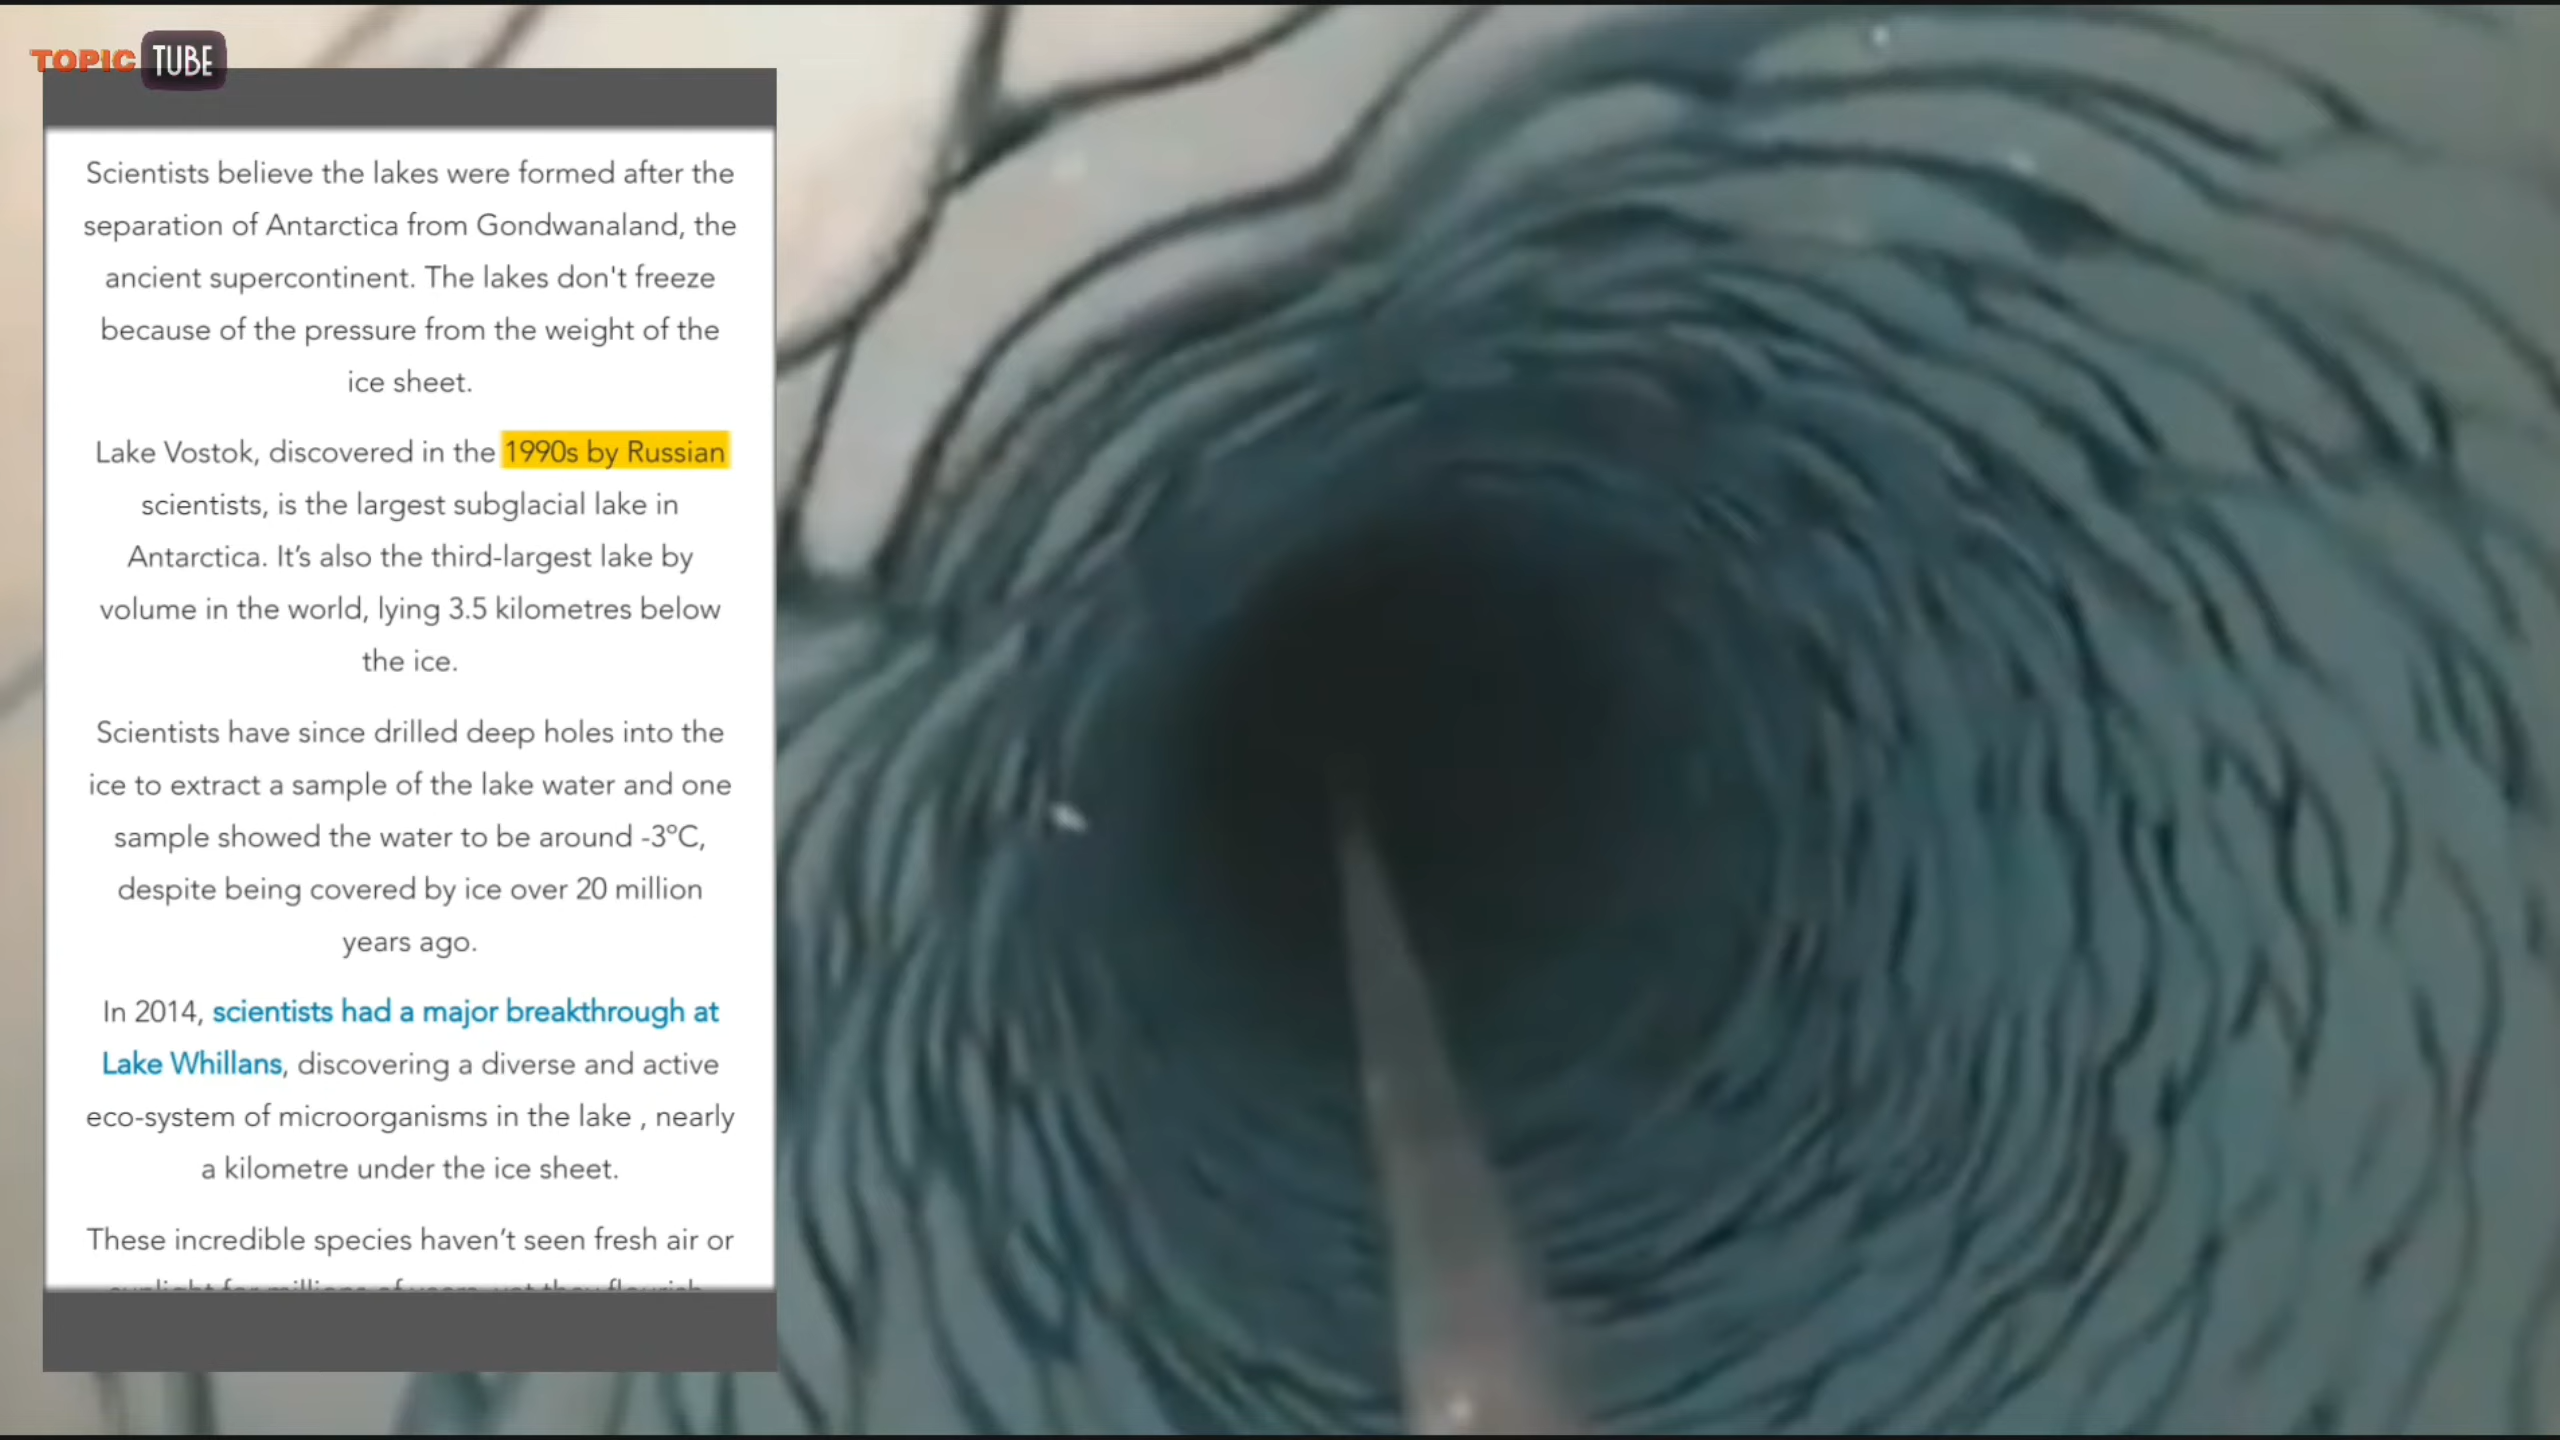 TOPIC TUBE
Scientists believe the lakes were formed after the
separation of Antarctica from Gondwanaland, the
ancient supercontinent. The lakes don't freeze
because of the pressure from the weight of the
ice sheet.
Lake Vostok, discovered in the 1990s by Russian
scientists, is the largest subglacial lake in
Antarctica. It’s also the third-largest lake by
volume in the world, lying 3.5 kilometres below
the ice.
Scientists have since drilled deep holes into the
ice to extract a sample of the lake water and one
sample showed the water to be around -3°C,
despite being covered by ice over 20 million
years ago.
In 2014, scientists had a major breakthrough at
Lake Whillans, discovering a diverse and active
eco-system of microorganisms in the lake , nearly
a kilometre under the ice sheet.
These incredible species haven’t seen fresh air or